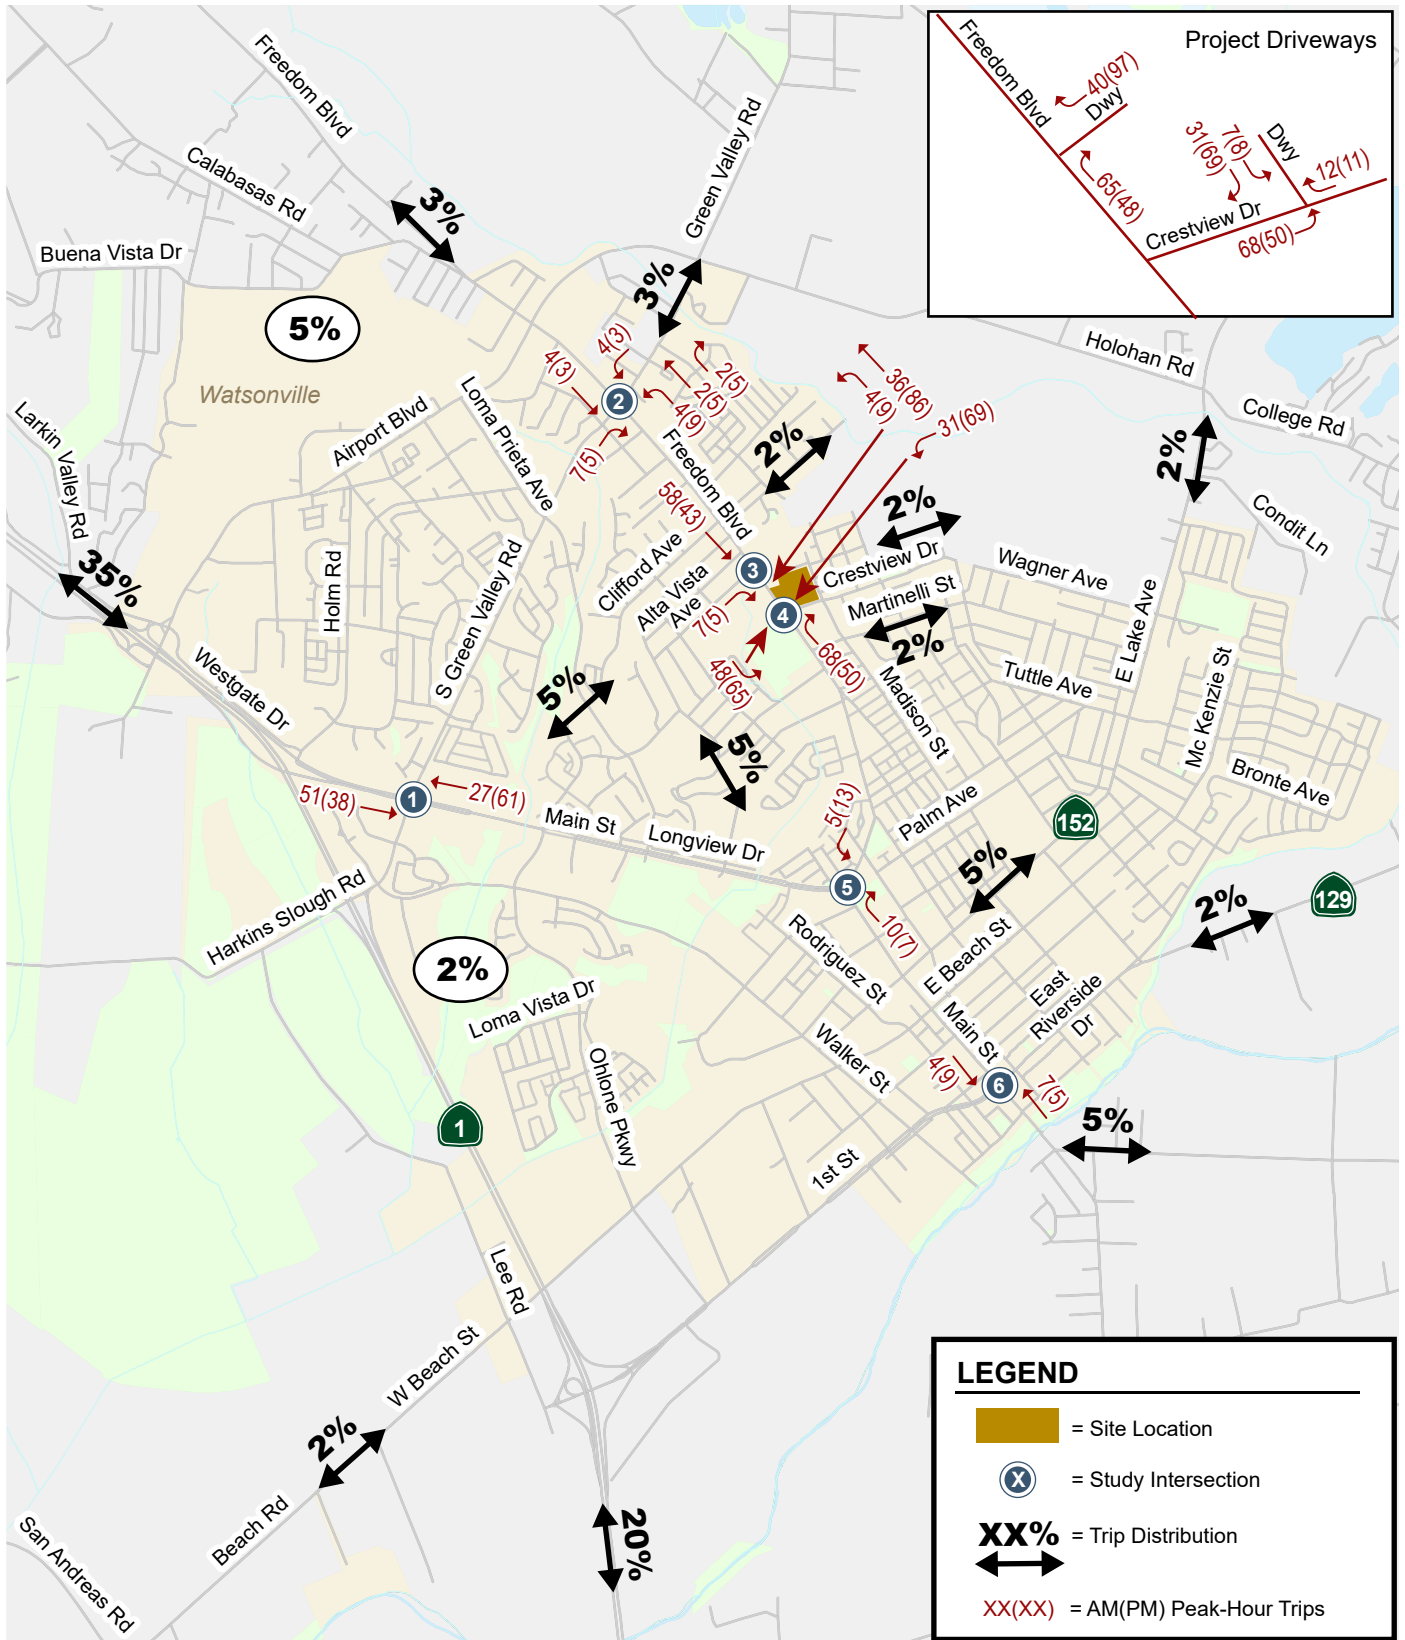 Project Driveways
Freedom Blvd
40(97)
Dwy
65(48)
31(69)
7(8)
Dwy
12(11)
Crestview Dr
68(50)
Freedom Blvd
Calabasas Rd
Green Valley Rd
Buena Vista Dr
3%
3%
5%
Watsonville
Holohan Rd
College Rd
Condit Ln
2%
Larkin Valley Rd
Airport Blvd
Loma Prieta Ave
4(3)
4(3)
2
2(5)
2(5)
4(9)
7(5)
36(86)
4(9)
31(69)
Freedom Blvd
2%
2%
58(43)
3
Crestview Dr
Martinelli St
2%
Wagner Ave
E Lake Ave
Tuttle Ave
Mc Kenzie St
Bronte Ave
35%
Holm Rd
S Green Valley Rd
Clifford Ave
Alta Vista
Ave
7(5)
4
48(65)
68(50)
Madison St
Westgate Dr
5%
5%
51(38)
1
27(61)
Main St
Longview Dr
5(13)
Palm Ave
152
5
10(7)
5%
129
2%
Harkins Slough Rd
2%
Rodriguez St
E Beach St
East
Riverside
Dr
Loma Vista Dr
Ohlone Pkwy
Walker St
Main St
4(9)
6
7(5)
1
5%
1st St
Lee Rd
W Beach St
2%
Beach Rd
San Andreas Rd
20%
LEGEND
= Site Location
X = Study Intersection
XX% = Trip Distribution
XX(XX) = AM(PM) Peak-Hour Trips